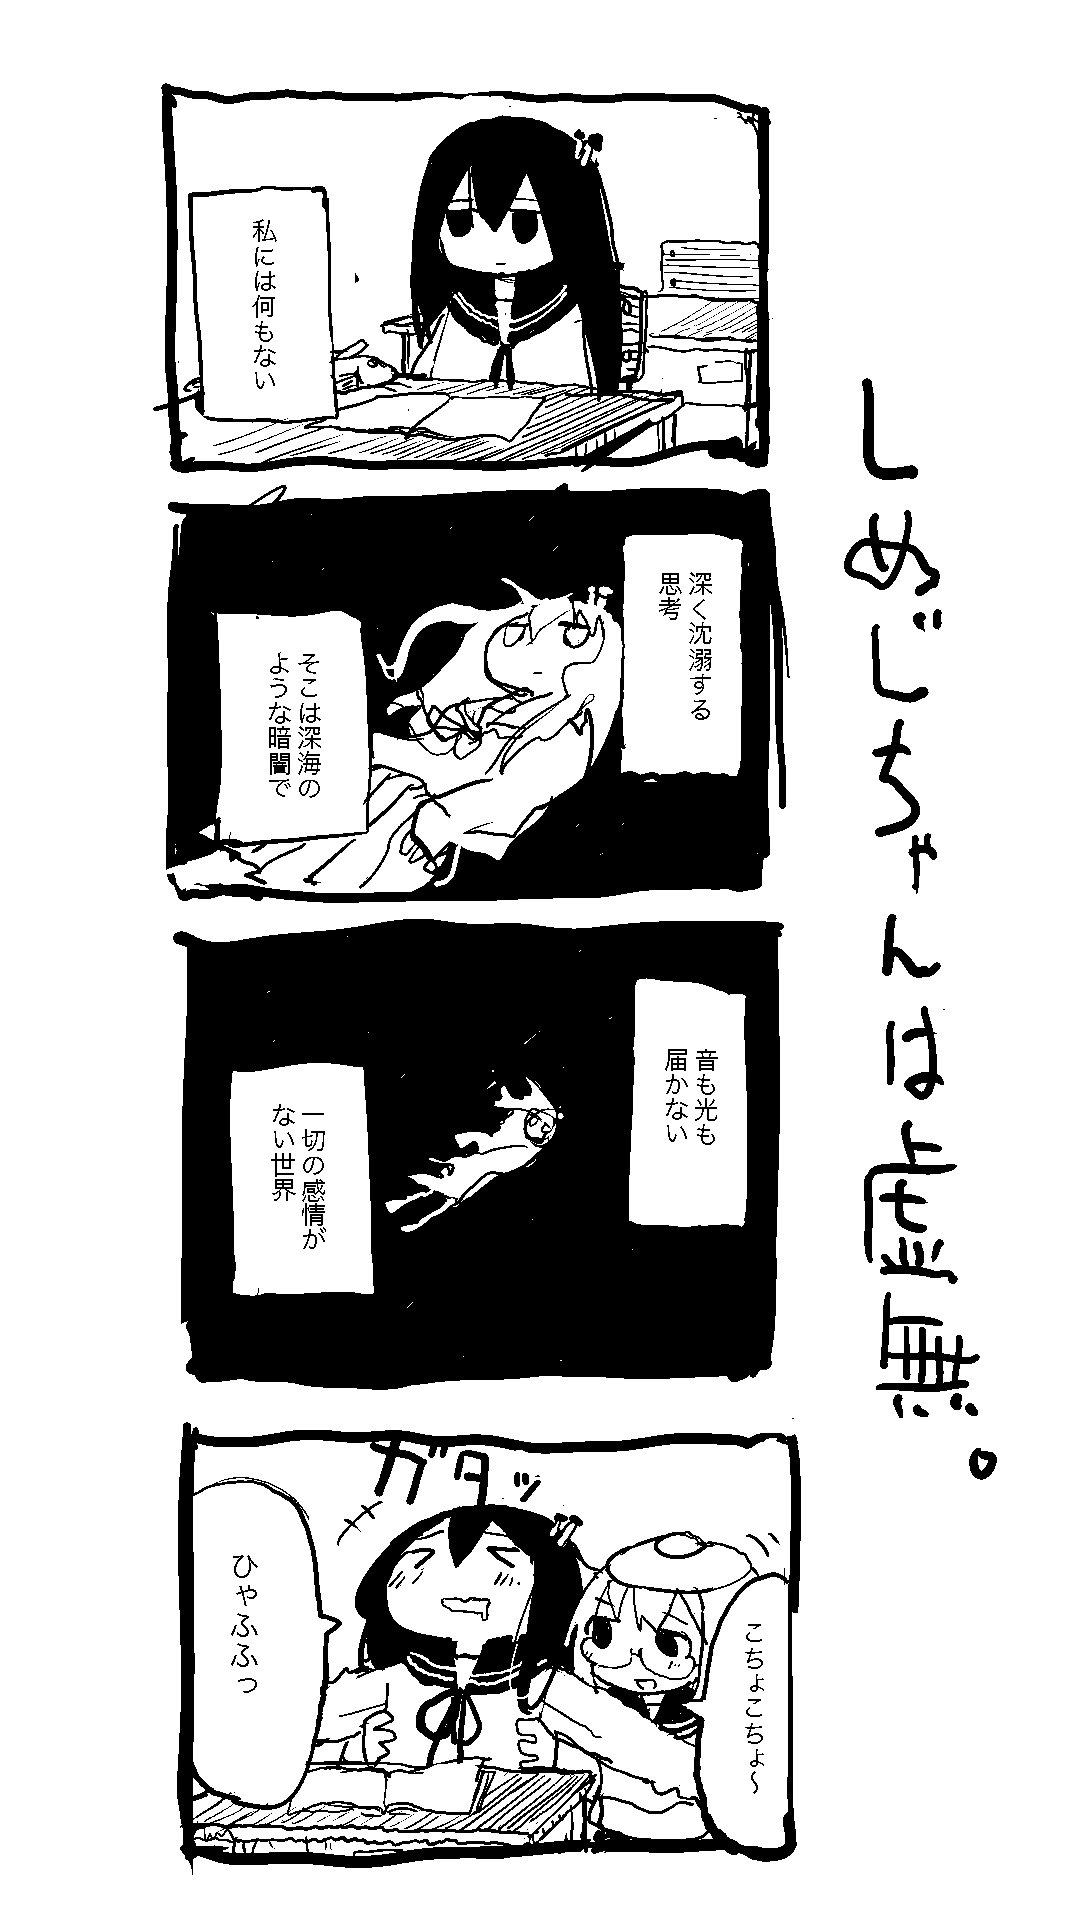 しめじちゃんは虚無。
私には何もない
深く沈溺する
思考
そこは深海の
ような暗闇で
音も光も
届かない
一切の感情が
ない世界
ガタッ
こちょこちょ～
ひゃふふっ